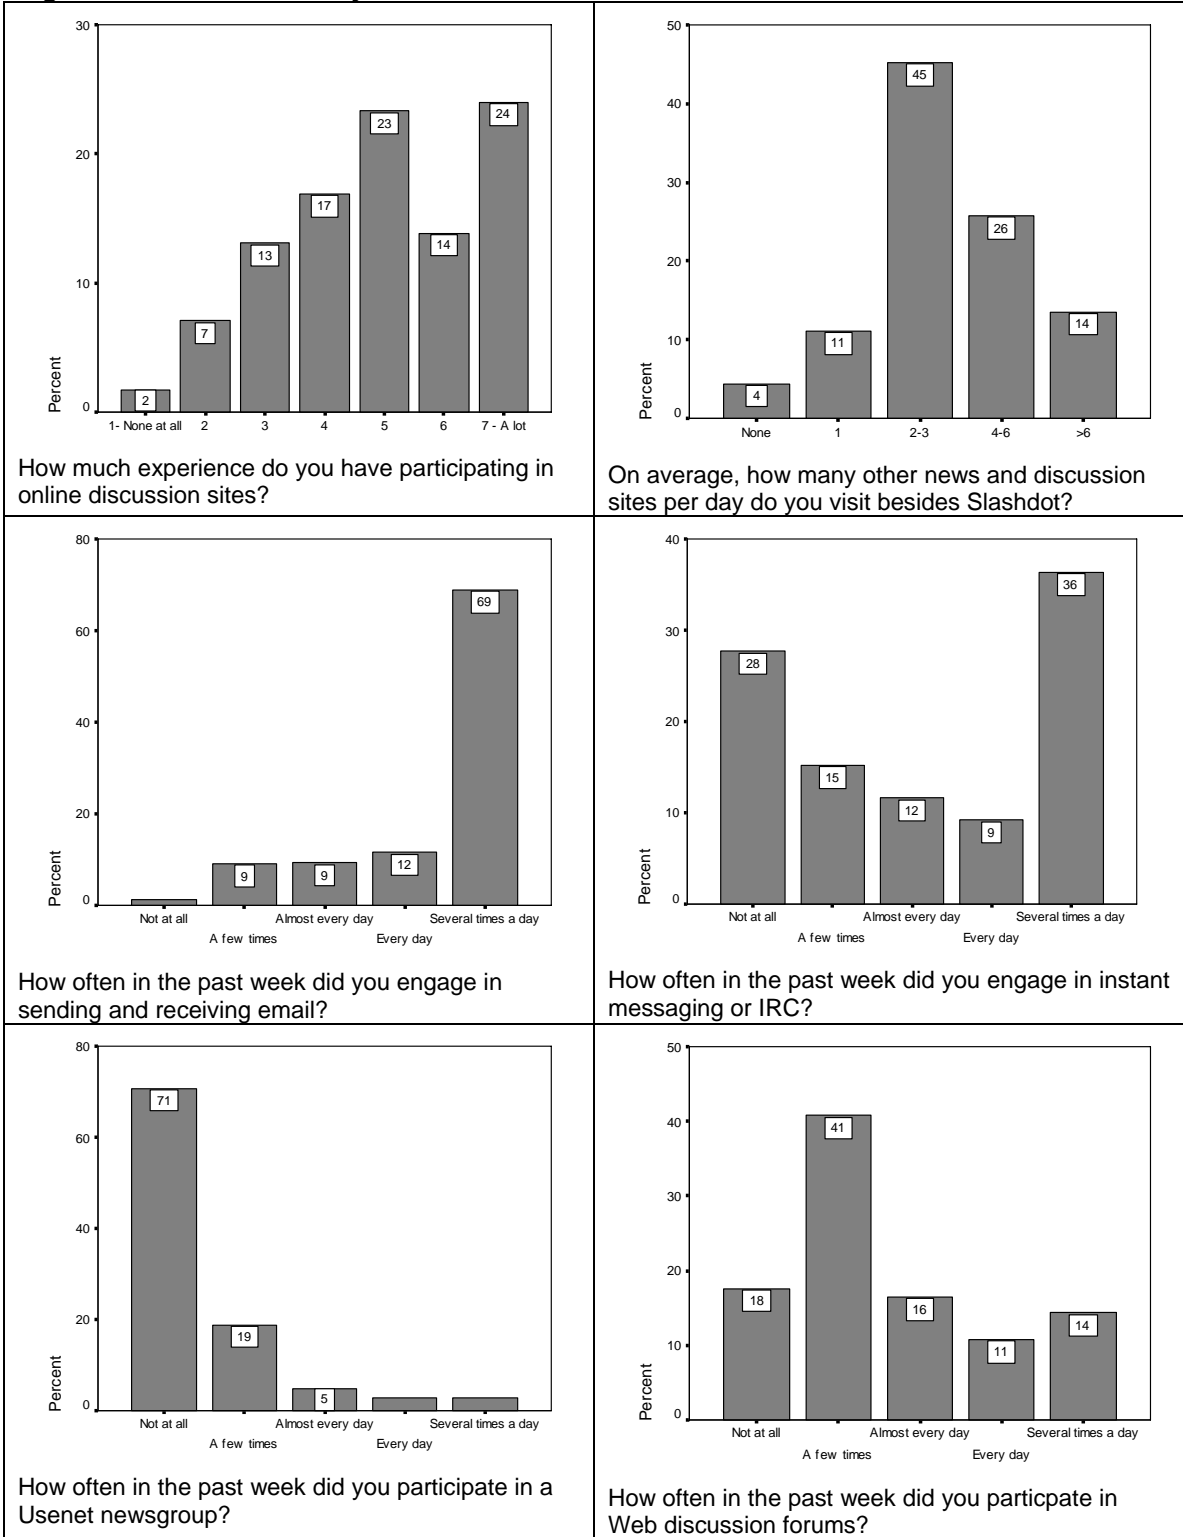 30
20
10
0
Percent
2
7
13
17
23
14
24
1- None at all 2 3 4 5 6 7 - A lot
How much experience do you have participating in
online discussion sites?
50
40
30
20
10
0
Percent
4
11
45
26
14
None 1 2-3 4-6 >6
On average, how many other news and discussion
sites per day do you visit besides Slashdot?
80
60
40
20
0
Percent
9
9
12
69
Not at all Almost every day Several times a day
A few times Every day
How often in the past week did you engage in
sending and receiving email?
40
30
20
10
0
Percent
28
15
12
9
36
Not at all Almost every day Several times a day
A few times Every day
How often in the past week did you engage in instant
messaging or IRC?
80
60
40
20
0
Percent
71
19
5
Not at all Almost every day Several times a day
A few times Every day
How often in the past week did you participate in a
Usenet newsgroup?
50
40
30
20
10
0
Percent
18
41
16
11
14
Not at all Almost every day Several times a day
A few times Every day
How often in the past week did you particpate in
Web discussion forums?